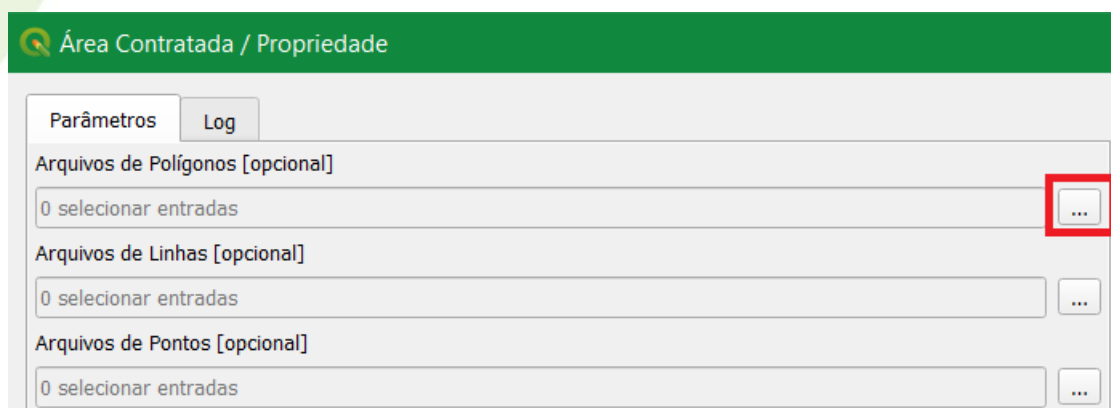 Área Contratada / Propriedade
Parâmetros Log
Arquivos de Polígonos [opcional]
0 selecionar entradas ...
Arquivos de Linhas [opcional]
0 selecionar entradas ...
Arquivos de Pontos [opcional]
0 selecionar entradas ...